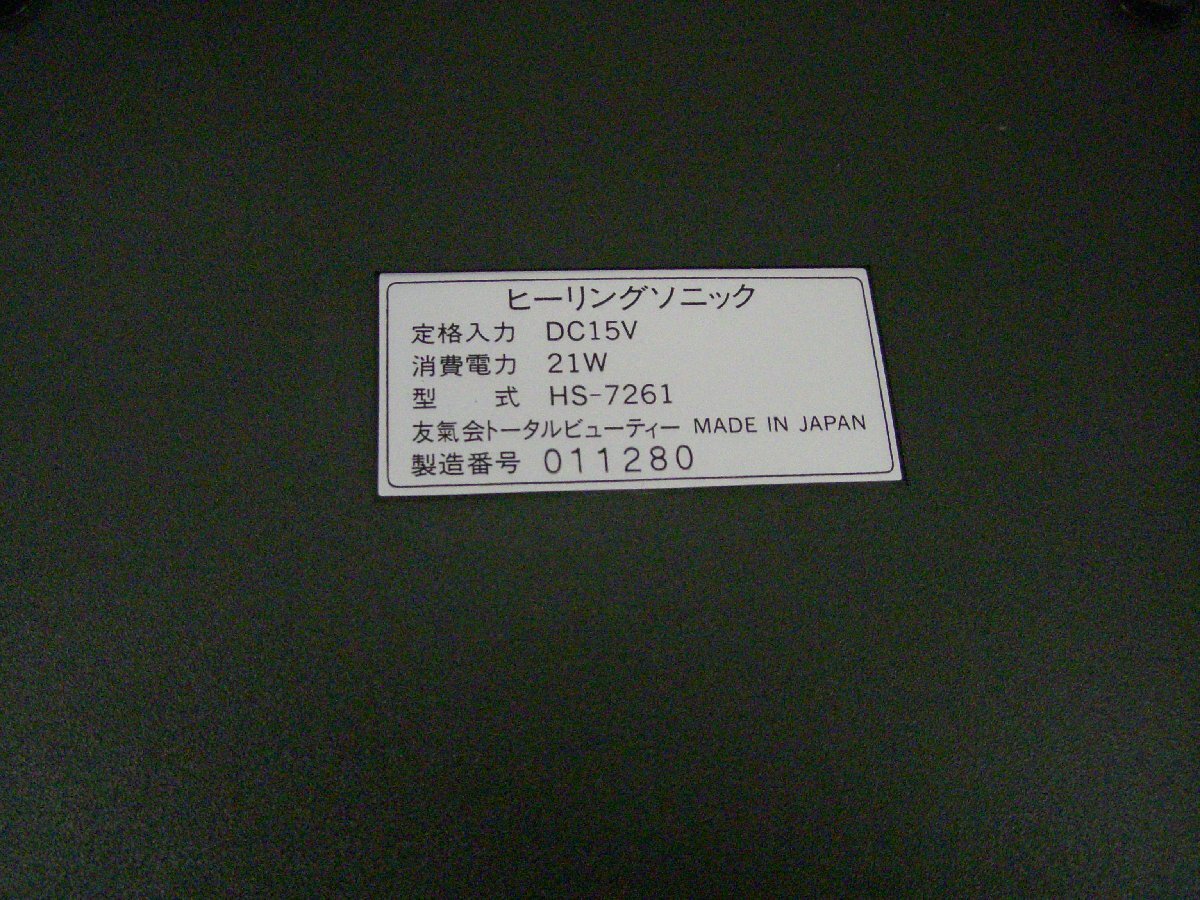 ヒーリングソニック
定格入力 DC15V
消費電力 21W
型 式 HS-7261
友氣会トータルビューティー MADE IN JAPAN
製造番号 011280